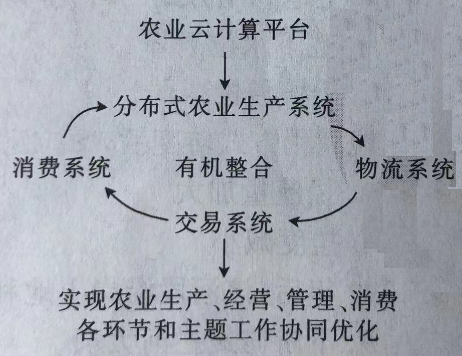 农业云计算平台
分布式农业生产系统
消费系统 有机整合 物流系统
交易系统
实现农业生产、经营、管理、消费
各环节和主题工作协同优化